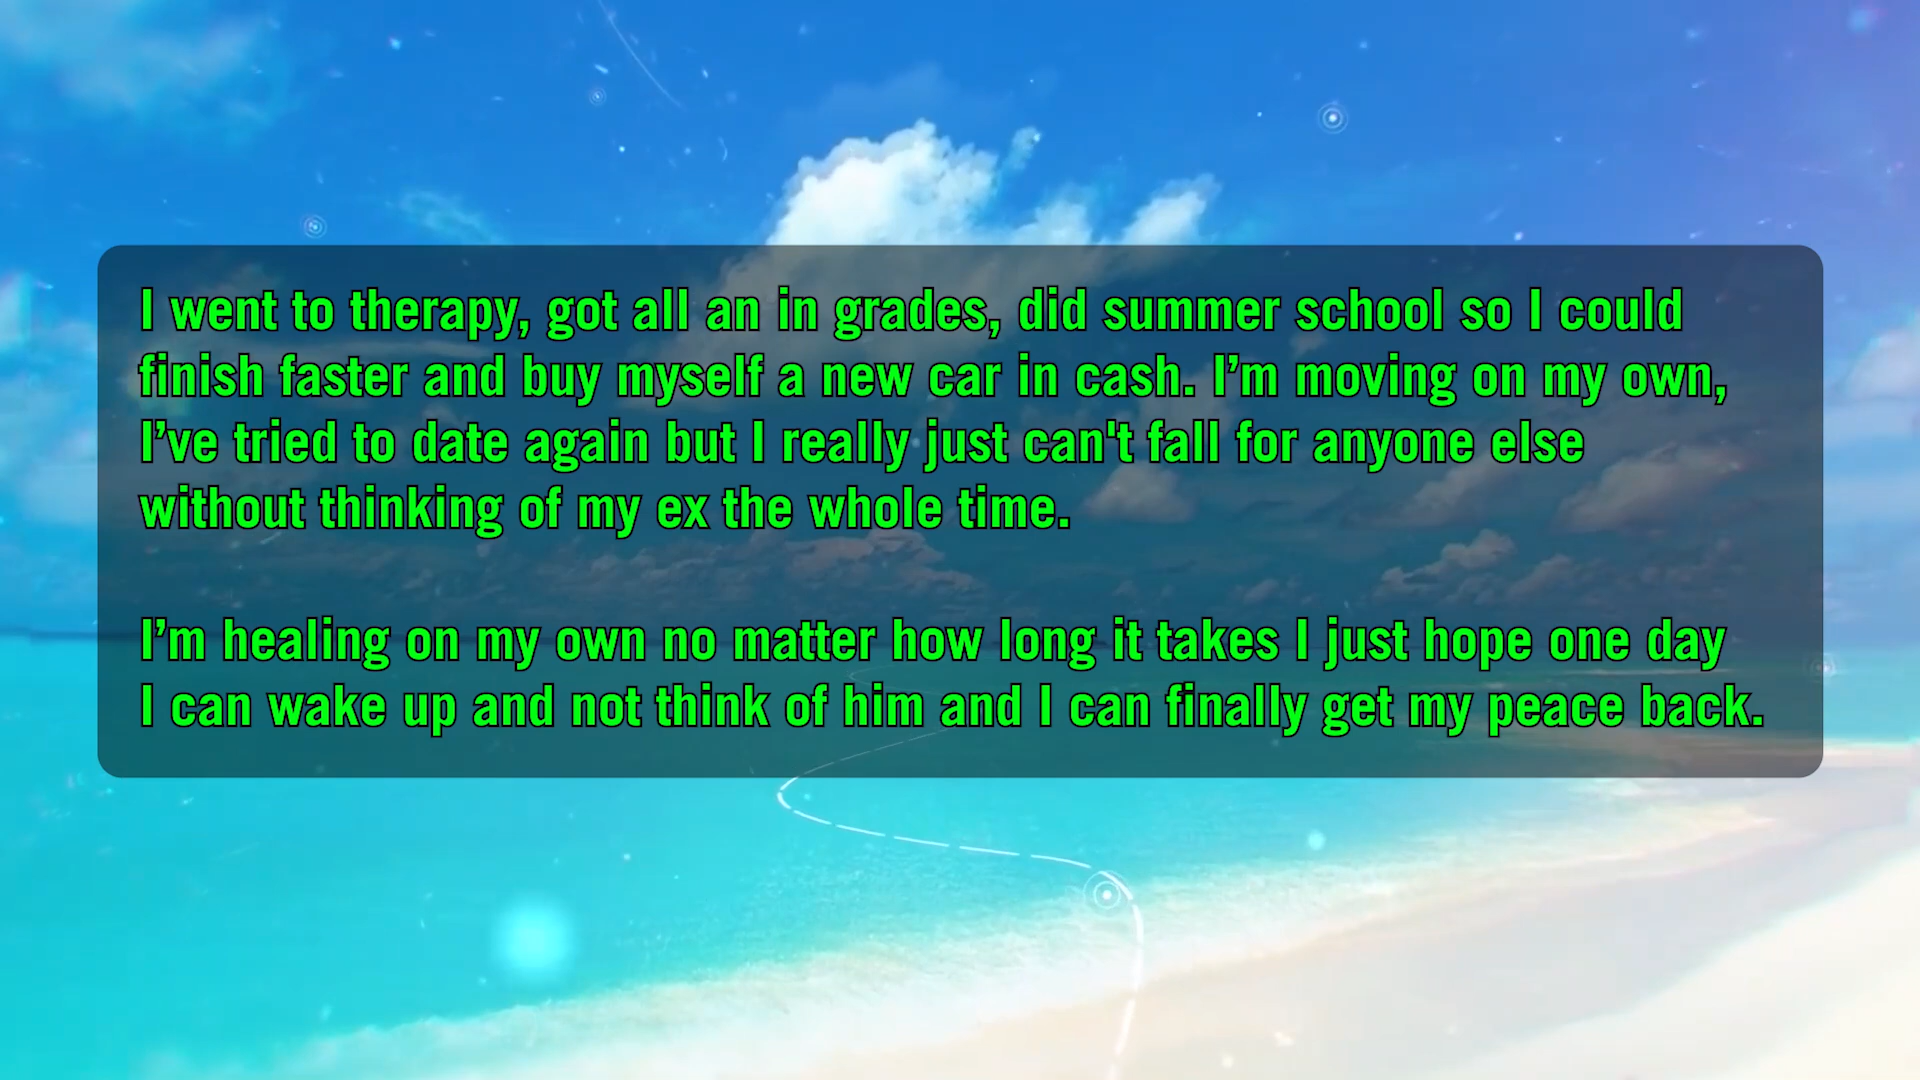 I went to therapy, got all an in grades, did summer school so I could
finish faster and buy myself a new car in cash. I’m moving on my own,
I’ve tried to date again but I really just can't fall for anyone else
without thinking of my ex the whole time.
I’m healing on my own no matter how long it takes I just hope one day
I can wake up and not think of him and I can finally get my peace back.